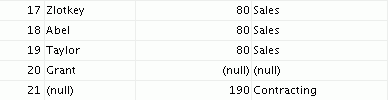 17 Zlotkey 80 Sales
18 Abel 80 Sales
19 Taylor 80 Sales
20 Grant (null) (null)
21 (null) 190 Contracting